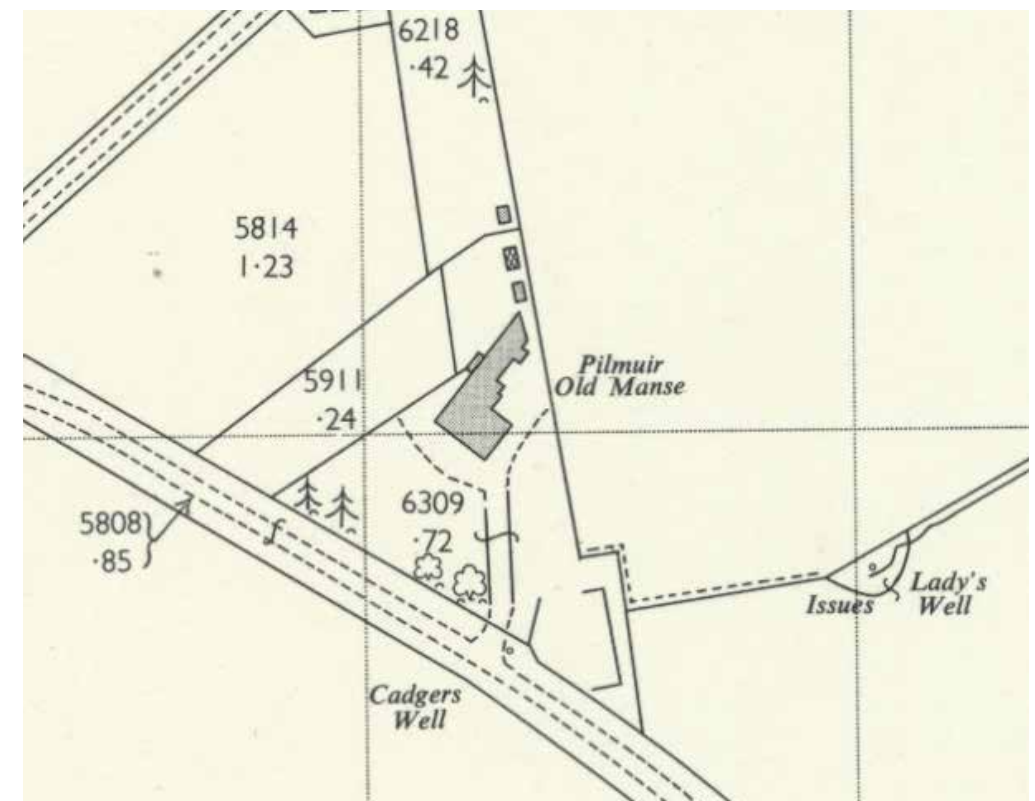 6218
·42
5814
1·23
5911
·24
Pilmuir
Old Manse
6309
·72
5808
·85
Issues
Lady's
Well
Cadgers
Well